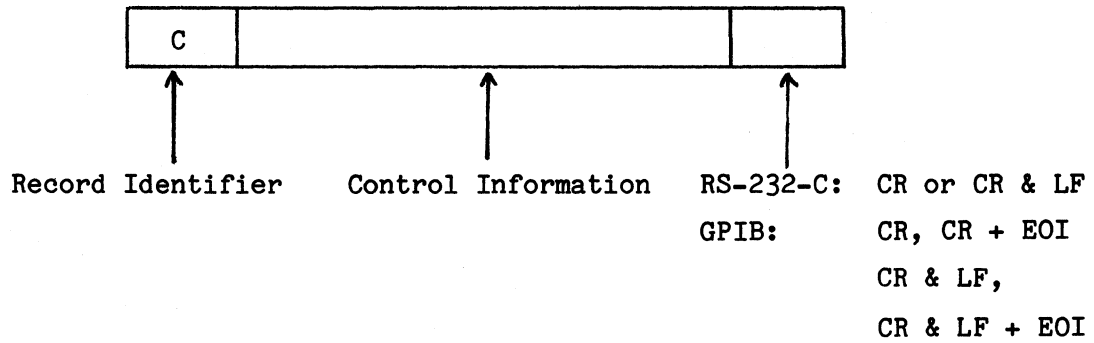 C
Record Identifier Control Information RS-232-C: CR or CR & LF
GPIB: CR, CR + EOI
CR & LF,
CR & LF + EOI